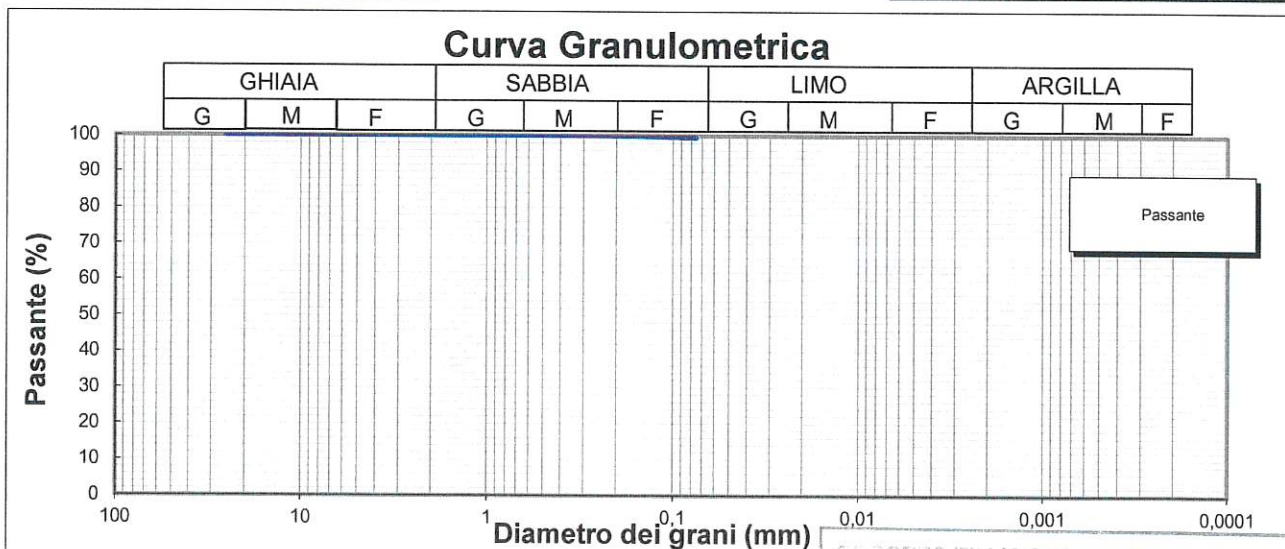 Curva Granulometrica
GHIAIA SABBIA LIMO ARGILLA
G M F G M F G M F G M F
100
90
80
70
60
50
40
30
20
10
0
Passante (%)
Passante
100 10 1 0,1 0,01 0,001 0,0001
Diametro dei grani (mm)